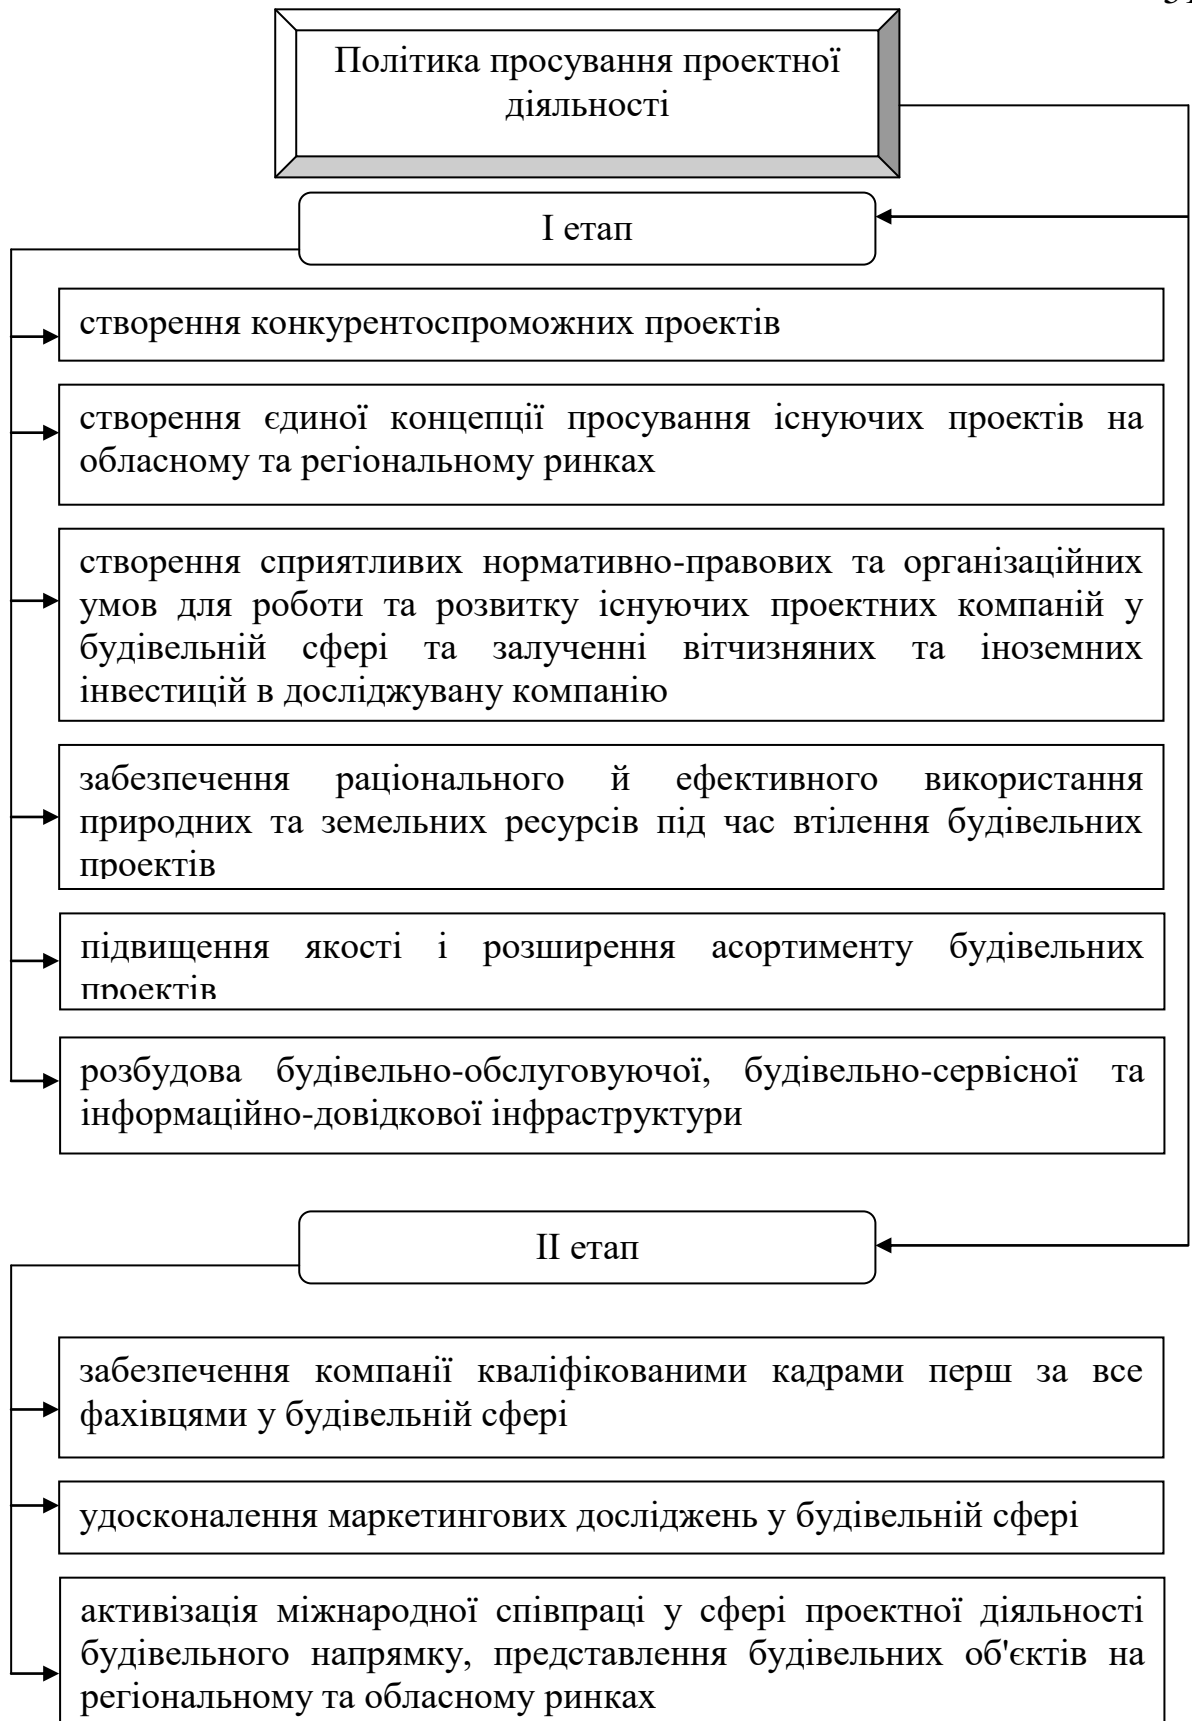 Політика просування проектної
діяльності
І етап
створення конкурентоспроможних проектів
створення єдиної концепції просування існуючих проектів на
обласному та регіональному ринках
створення сприятливих нормативно-правових та організаційних
умов для роботи та розвитку існуючих проектних компаній у
будівельній сфері та залученні вітчизняних та іноземних
інвестицій в досліджувану компанію
забезпечення раціонального й ефективного використання
природних та земельних ресурсів під час втілення будівельних
проектів
підвищення якості і розширення асортименту будівельних
проектів
розбудова будівельно-обслуговуючої, будівельно-сервісної та
інформаційно-довідкової інфраструктури
ІІ етап
забезпечення компанії кваліфікованими кадрами перш за все
фахівцями у будівельній сфері
удосконалення маркетингових досліджень у будівельній сфері
активізація міжнародної співпраці у сфері проектної діяльності
будівельного напрямку, представлення будівельних об'єктів на
регіональному та обласному ринках